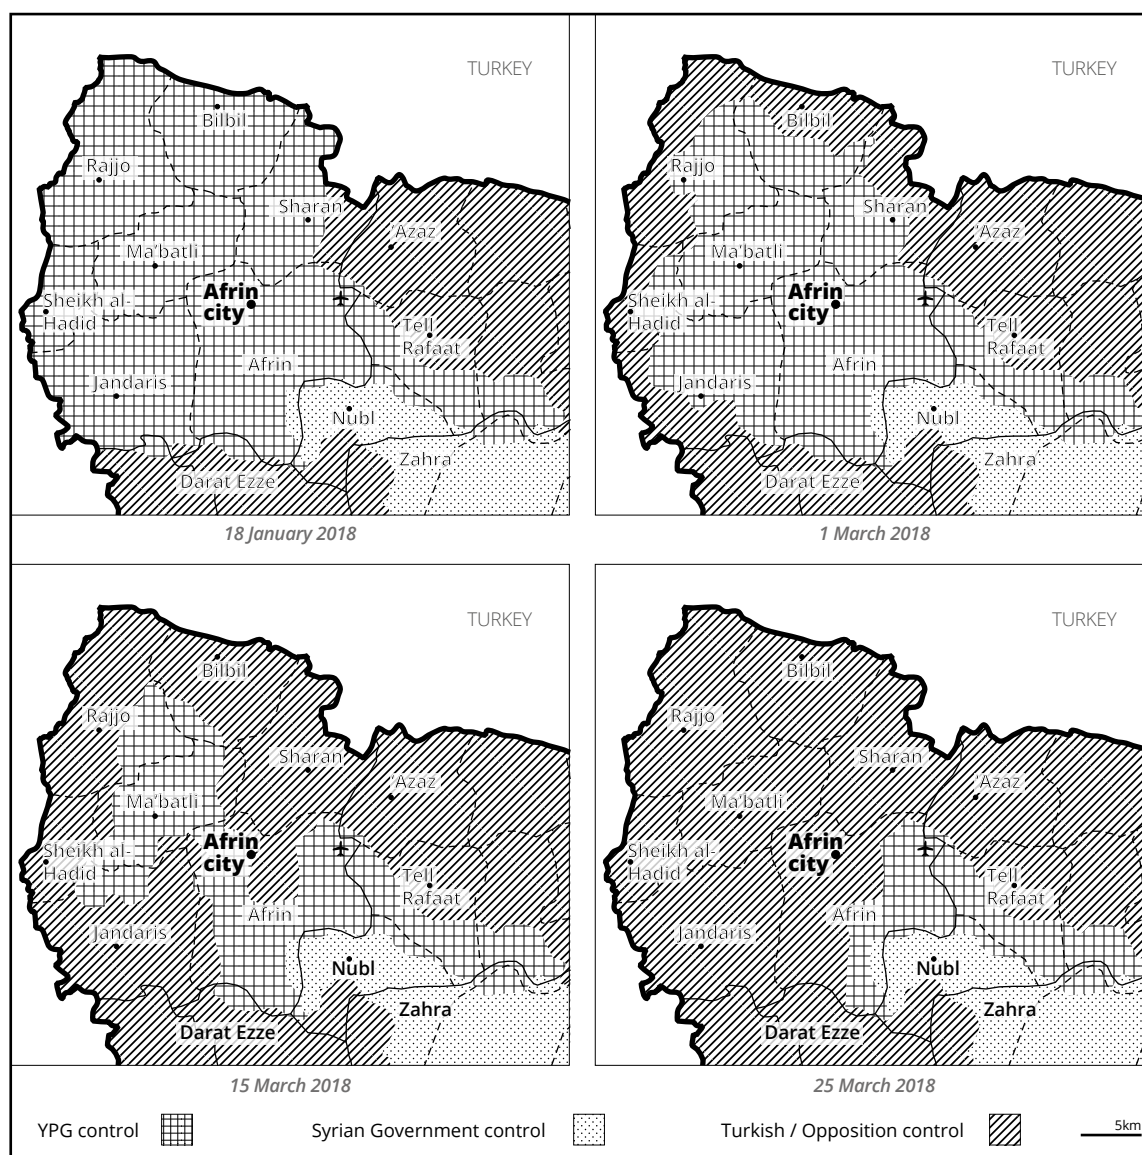 TURKEY
Bilbil
Rajjo
Sharan
'Azaz
Ma'batli
Afrin
city
Sheikh al-
Hadid
Tell
Rafaat
Afrin
Jandaris
Nubl
Zahra
Darat Ezze
18 January 2018
TURKEY
Bilbil
Rajjo
Sharan
'Azaz
Ma'batli
Afrin
city
Sheikh al-
Hadid
Tell
Rafaat
Afrin
Jandaris
Nubl
Zahra
Darat Ezze
1 March 2018
TURKEY
Bilbil
Rajjo
Sharan
'Azaz
Ma'batli
Afrin
city
Sheikh al-
Hadid
Tell
Rafaat
Afrin
Jandaris
Nubl
Zahra
Darat Ezze
15 March 2018
TURKEY
Bilbil
Rajjo
Sharan
'Azaz
Ma'batli
Afrin
city
Sheikh al-
Hadid
Tell
Rafaat
Afrin
Jandaris
Nubl
Zahra
Darat Ezze
25 March 2018
YPG control
Syrian Government control
Turkish / Opposition control
5km